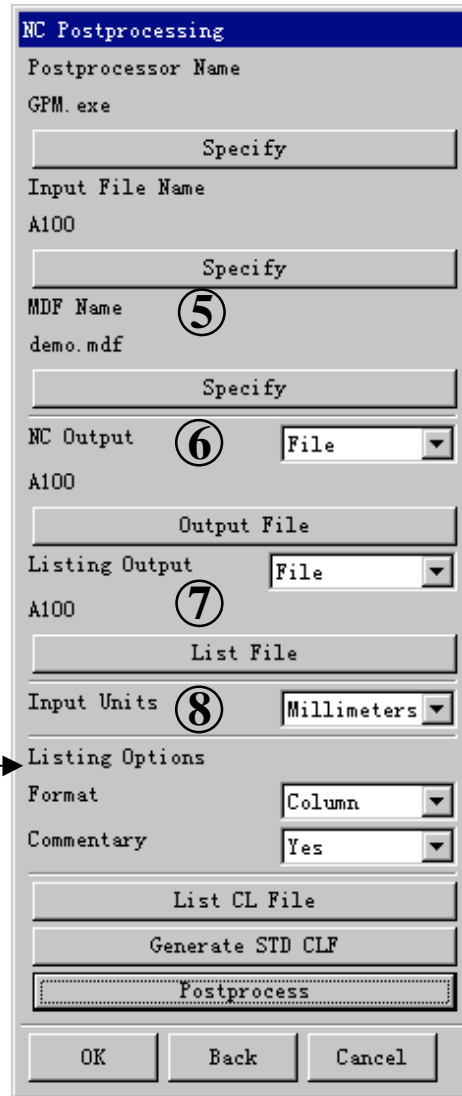 NC Postprocessing
Postprocessor Name
GPM.exe
Specify
Input File Name
A100
Specify
MDF Name ⑤
demo.mdf
Specify
NC Output ⑥ File
A100
Output File
Listing Output File
A100 ⑦
List File
Input Units ⑧ Millimeters
Listing Options
Format Column
Commentary Yes
List CL File
Generate STD CLF
Postprocess
OK Back Cancel